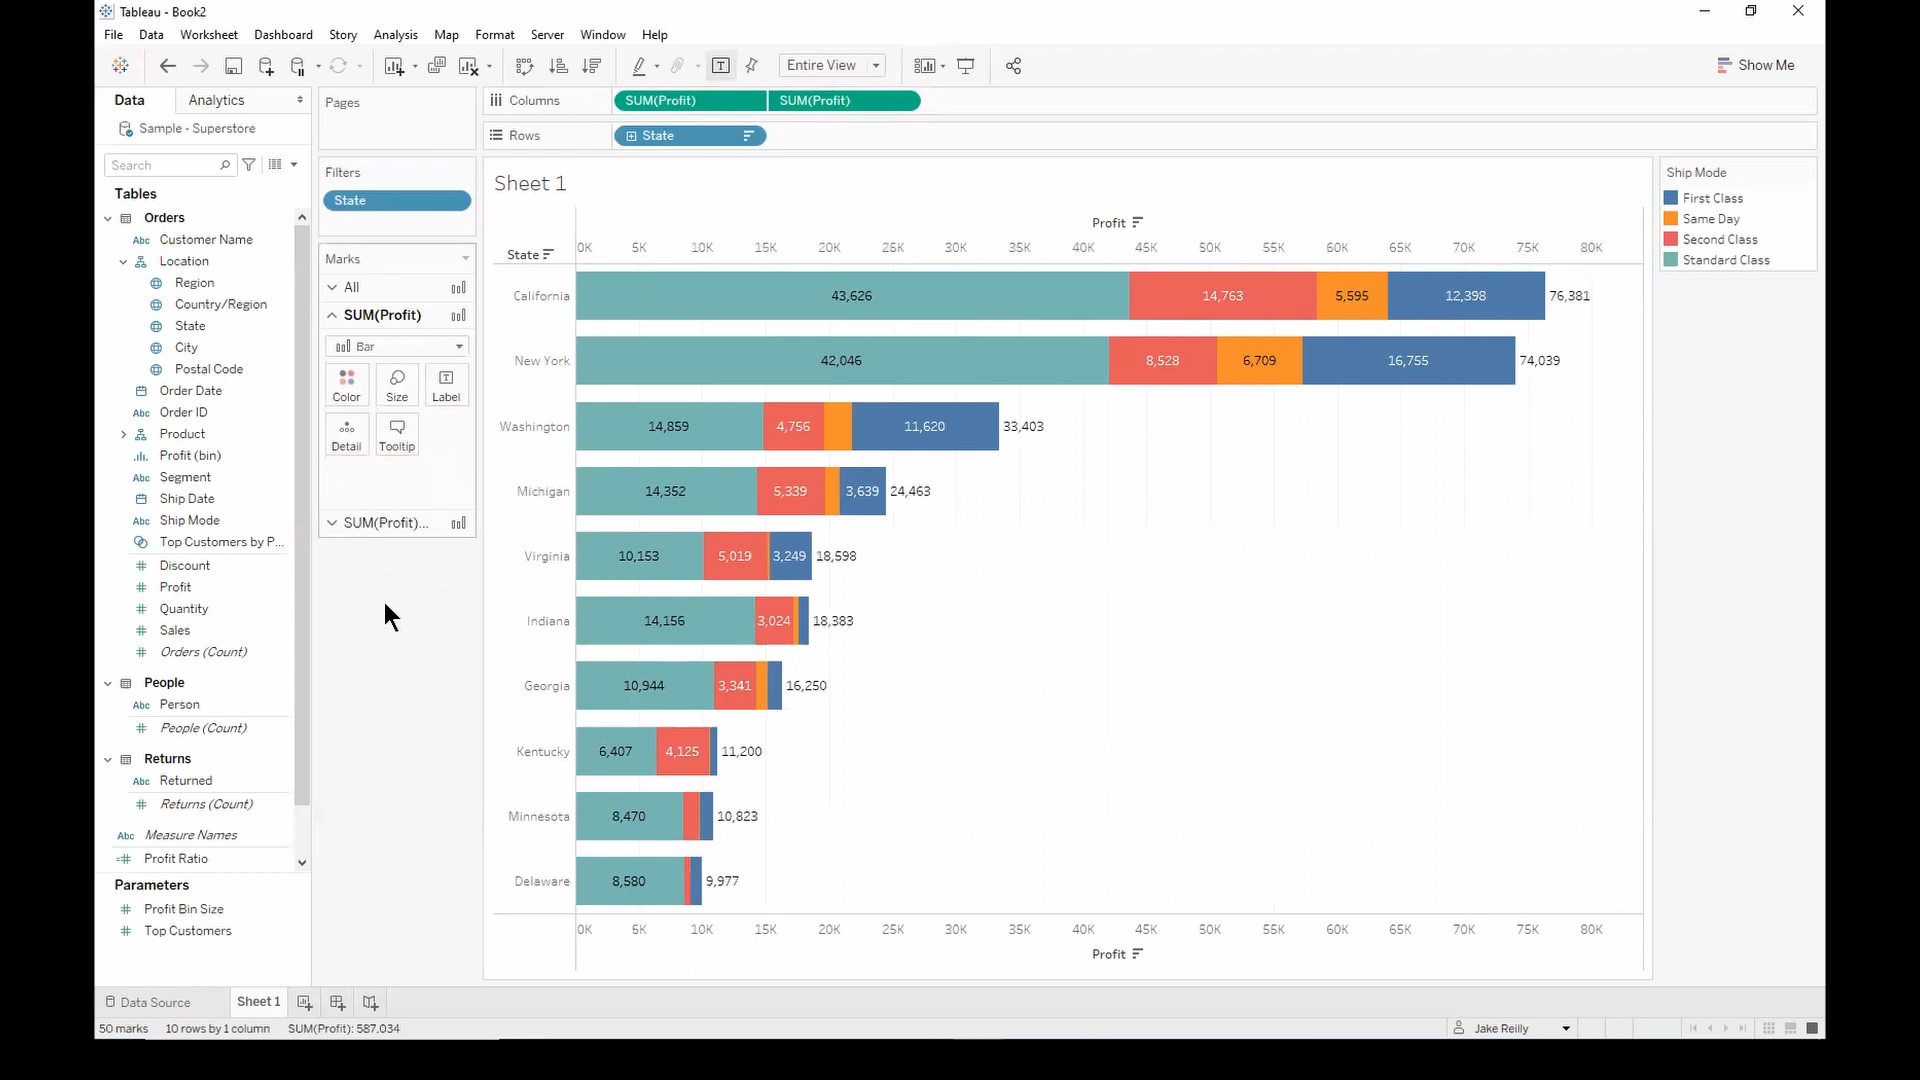 Tableau - Book2
File Data Worksheet Dashboard Story Analysis Map Format Server Window Help
Entire View
Show Me
Data Analytics
Sample - Superstore
Search
Tables
Orders
Customer Name
Location
Region
Country/Region
State
City
Postal Code
Order Date
Order ID
Product
Profit (bin)
Segment
Ship Date
Ship Mode
Top Customers by P...
Discount
Profit
Quantity
Sales
Orders (Count)
People
Person
People (Count)
Returns
Returned
Returns (Count)
Measure Names
Profit Ratio
Parameters
Profit Bin Size
Top Customers
Pages
Filters
State
Marks
All
SUM(Profit)
Bar
Color Size Label
Detail Tooltip
SUM(Profit)...
Columns SUM(Profit) SUM(Profit)
Rows State
Sheet 1
Profit
State 0K 5K 10K 15K 20K 25K 30K 35K 40K 45K 50K 55K 60K 65K 70K 75K 80K
California 43,626 14,763 5,595 12,398 76,381
New York 42,046 8,528 6,709 16,755 74,039
Washington 14,859 4,756 11,620 33,403
Michigan 14,352 5,339 3,639 24,463
Virginia 10,153 5,019 3,249 18,598
Indiana 14,156 3,024 18,383
Georgia 10,944 3,341 16,250
Kentucky 6,407 4,125 11,200
Minnesota 8,470 10,823
Delaware 8,580 9,977
0K 5K 10K 15K 20K 25K 30K 35K 40K 45K 50K 55K 60K 65K 70K 75K 80K
Profit
Ship Mode
First Class
Same Day
Second Class
Standard Class
Data Source Sheet 1
50 marks 10 rows by 1 column SUM(Profit): 587,034 Jake Reilly